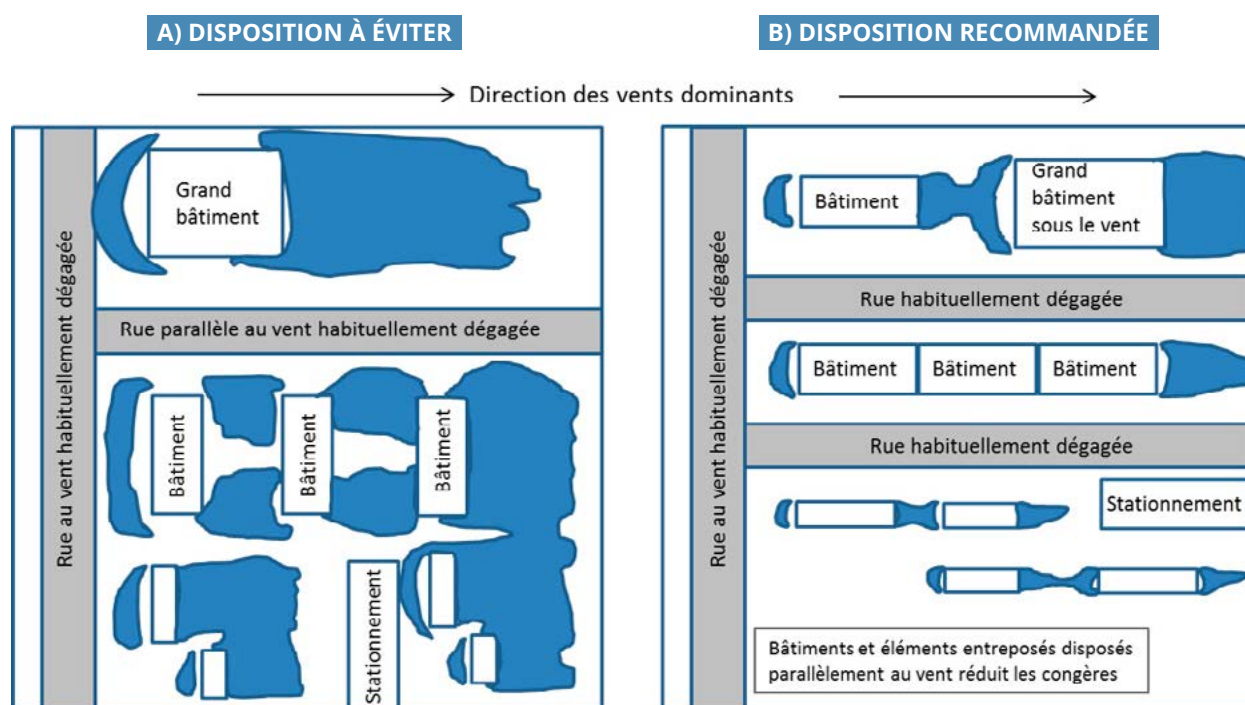 A) DISPOSITION À ÉVITER
B) DISPOSITION RECOMMANDÉE
Direction des vents dominants
Rue au vent habituellement dégagée
Grand
bâtiment
Rue parallèle au vent habituellement dégagée
Bâtiment
Bâtiment
Bâtiment
Stationnement
Rue au vent habituellement dégagée
Bâtiment
Grand
bâtiment
sous le vent
Rue habituellement dégagée
Bâtiment
Bâtiment
Bâtiment
Rue habituellement dégagée
Stationnement
Bâtiments et éléments entreposés disposés
parallèlement au vent réduit les congères